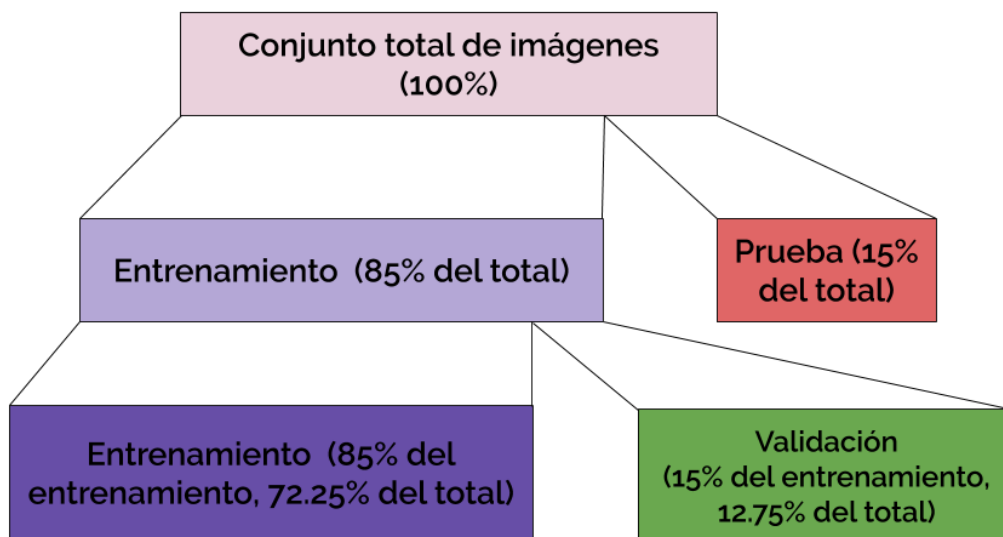 Conjunto total de imágenes
(100%)
Entrenamiento (85% del total)
Prueba (15%
del total)
Entrenamiento (85% del
entrenamiento, 72.25% del total)
Validación
(15% del entrenamiento,
12.75% del total)